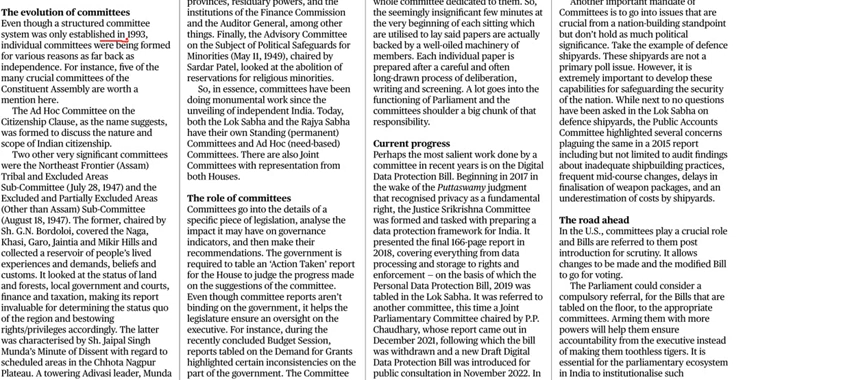 The evolution of committees
Even though a structured committee
system was only established in 1993,
individual committees were being formed
for various reasons as far back as
independence. For instance, five of the
many crucial committees of the
Constituent Assembly are worth a
mention here.
The Ad Hoc Committee on the
Citizenship Clause, as the name suggests,
was formed to discuss the nature and
scope of Indian citizenship.
Two other very significant committees
were the Northeast Frontier (Assam)
Tribal and Excluded Areas
Sub-Committee (July 28, 1947) and the
Excluded and Partially Excluded Areas
(Other than Assam) Sub-Committee
(August 18, 1947). The former, chaired by
Sh. G.N. Bordoloi, covered the Naga,
Khasi, Garo, Jaintia and Mikir Hills and
collected a reservoir of people's lived
experiences and demands, beliefs and
customs. It looked at the status of land
and forests, local government and courts,
finance and taxation, making its report
invaluable for determining the status quo
of the region and bestowing
rights/privileges accordingly. The latter
was characterised by Sh. Jaipal Singh
Munda's Minute of Dissent with regard to
scheduled areas in the Chhota Nagpur
Plateau. A towering Adivasi leader, Munda
provinces, residuary powers, and the
institutions of the Finance Commission
and the Auditor General, among other
things. Finally, the Advisory Committee
on the Subject of Political Safeguards for
Minorities (May 11, 1949), chaired by
Sardar Patel, looked at the abolition of
reservations for religious minorities.
So, in essence, committees have been
doing monumental work since the
unveiling of independent India. Today,
both the Lok Sabha and the Rajya Sabha
have their own Standing (permanent)
Committees and Ad Hoc (need-based)
Committees. There are also Joint
Committees with representation from
both Houses.
The role of committees
Committees go into the details of a
specific piece of legislation, analyse the
impact it may have on governance
indicators, and then make their
recommendations. The government is
required to table an 'Action Taken' report
for the House to judge the progress made
on the suggestions of the committee.
Even though committee reports aren't
binding on the government, it helps the
legislature ensure an oversight on the
executive. For instance, during the
recently concluded Budget Session,
reports tabled on the Demand for Grants
highlighted certain inconsistencies on the
part of the government. The Committee
whole committee dedicated to them. So,
the seemingly insignificant few minutes at
the very beginning of each sitting which
are utilised to lay said papers are actually
backed by a well-oiled machinery of
members. Each individual paper is
prepared after a careful and often
long-drawn process of deliberation,
writing and screening. A lot goes into the
functioning of Parliament and the
committees shoulder a big chunk of that
responsibility.
Current progress
Perhaps the most salient work done by a
committee in recent years is on the Digital
Data Protection Bill. Beginning in 2017 in
the wake of the Puttaswamy judgment
that recognised privacy as a fundamental
right, the Justice Srikrishna Committee
was formed and tasked with preparing a
data protection framework for India. It
presented the final 166-page report in
2018, covering everything from data
processing and storage to rights and
enforcement — on the basis of which the
Personal Data Protection Bill, 2019 was
tabled in the Lok Sabha. It was referred to
another committee, this time a Joint
Parliamentary Committee chaired by P.P.
Chaudhary, whose report came out in
December 2021, following which the bill
was withdrawn and a new Draft Digital
Data Protection Bill was introduced for
public consultation in November 2022. In
Another important mandate of
Committees is to go into issues that are
crucial from a nation-building standpoint
but don't hold as much political
significance. Take the example of defence
shipyards. These shipyards are not a
primary poll issue. However, it is
extremely important to develop these
capabilities for safeguarding the security
of the nation. While next to no questions
have been asked in the Lok Sabha on
defence shipyards, the Public Accounts
Committee highlighted several concerns
plaguing the same in a 2015 report
including but not limited to audit findings
about inadequate shipbuilding practices,
frequent mid-course changes, delays in
finalisation of weapon packages, and an
underestimation of costs by shipyards.
The road ahead
In the U.S., committees play a crucial role
and Bills are referred to them post
introduction for scrutiny. It allows
changes to be made and the modified Bill
to go for voting.
The Parliament could consider a
compulsory referral, for the Bills that are
tabled on the floor, to the appropriate
committees. Arming them with more
powers will help them ensure
accountability from the executive instead
of making them toothless tigers. It is
essential for the parliamentary ecosystem
in India to institutionalise such